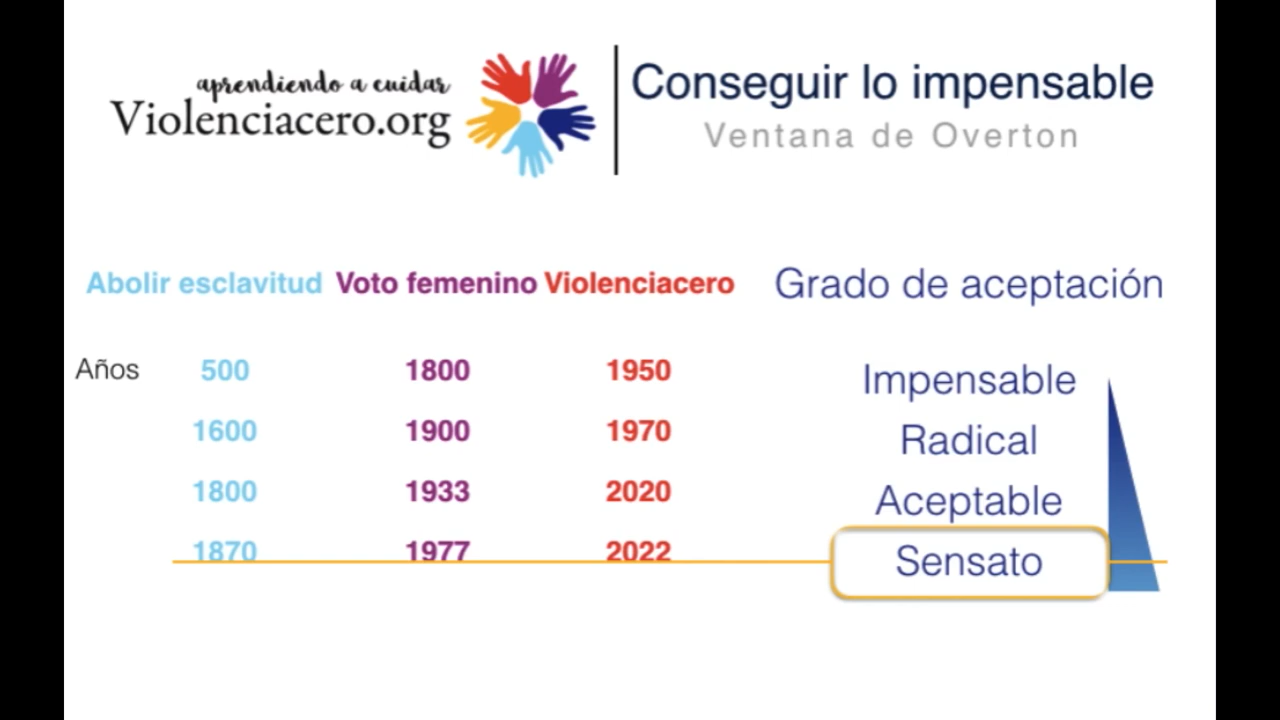 aprendiendo a cuidar
Violenciacero.org
Conseguir lo impensable
Ventana de Overton
Abolir esclavitud Voto femenino Violenciacero Grado de aceptación
Años 500 1800 1950 Impensable
1600 1900 1970 Radical
1800 1933 2020 Aceptable
1870 1977 2022 Sensato